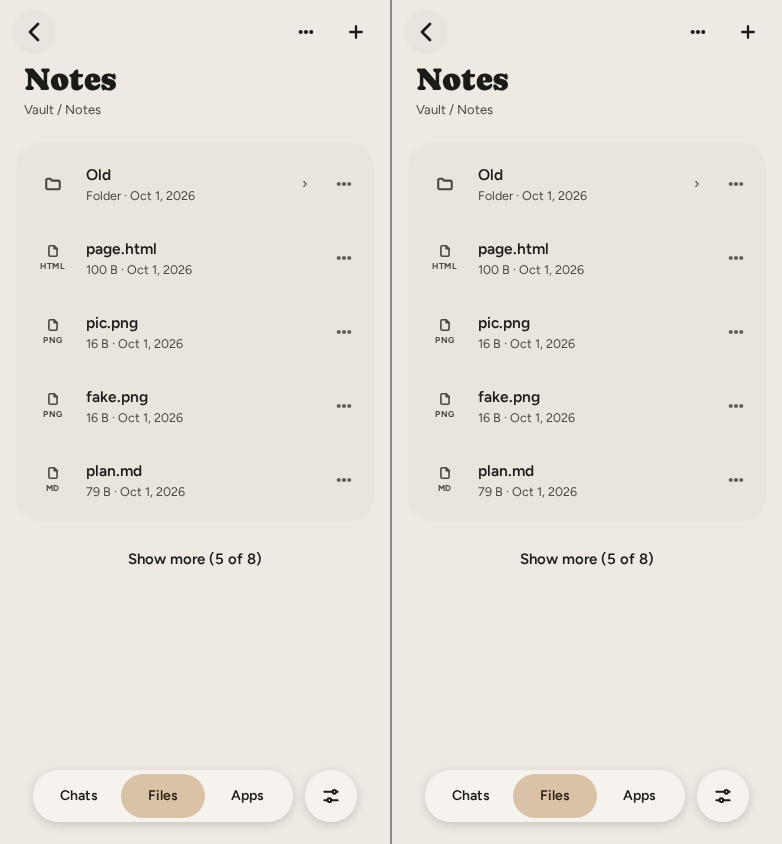 Notes
Vault / Notes
Old
Folder · Oct 1, 2026
HTML
page.html
100 B · Oct 1, 2026
PNG
pic.png
16 B · Oct 1, 2026
PNG
fake.png
16 B · Oct 1, 2026
MD
plan.md
79 B · Oct 1, 2026
Show more (5 of 8)
Chats
Files
Apps
Notes
Vault / Notes
Old
Folder · Oct 1, 2026
HTML
page.html
100 B · Oct 1, 2026
PNG
pic.png
16 B · Oct 1, 2026
PNG
fake.png
16 B · Oct 1, 2026
MD
plan.md
79 B · Oct 1, 2026
Show more (5 of 8)
Chats
Files
Apps